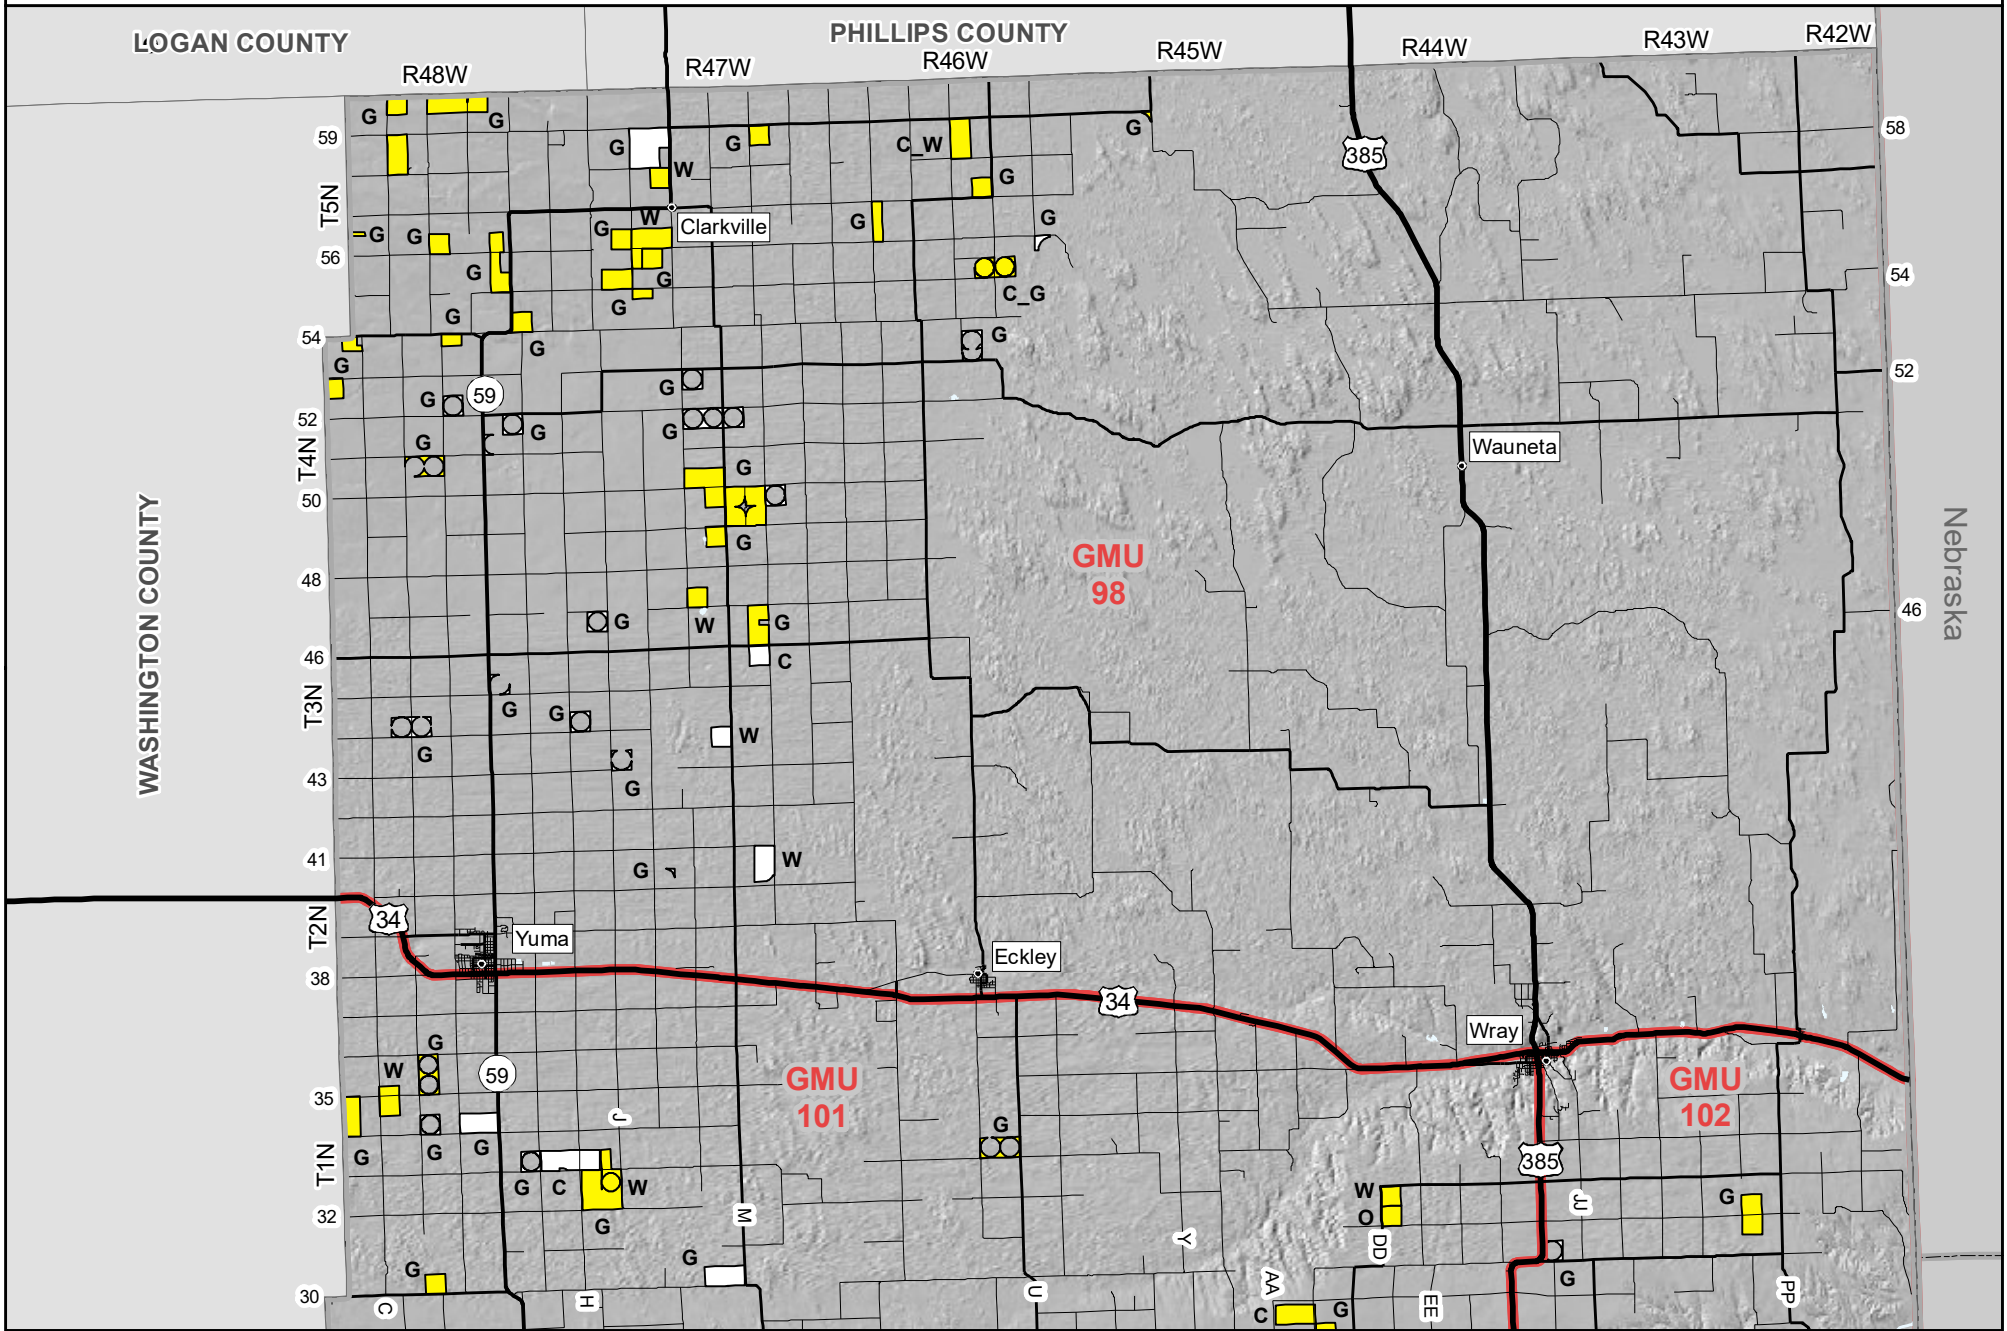 LOGAN COUNTY
PHILLIPS COUNTY
R48W
R47W
R46W
R45W
R44W
R43W
R42W
G
G
59
G
W
G
C_W
G
385
58
T5N
G
W
G
Clarkville
G
G
G
G
G
56
G
G
G
C_G
54
G
G
54
G
G
G
52
G
59
G
52
G
G
G
T4N
G
Wauneta
50
G
GMU
98
Nebraska
WASHINGTON COUNTY
48
G
W
G
46
46
C
T3N
G
G
W
G
43
G
41
G
W
34
T2N
Yuma
Eckley
38
34
Wray
G
W
59
GMU
101
GMU
102
35
J
G
G
G
G
T1N
G
C
W
385
G
W
O
G
32
M
JJ
Y
DD
G
G
G
30
C
H
U
AA
C
G
EE
PP